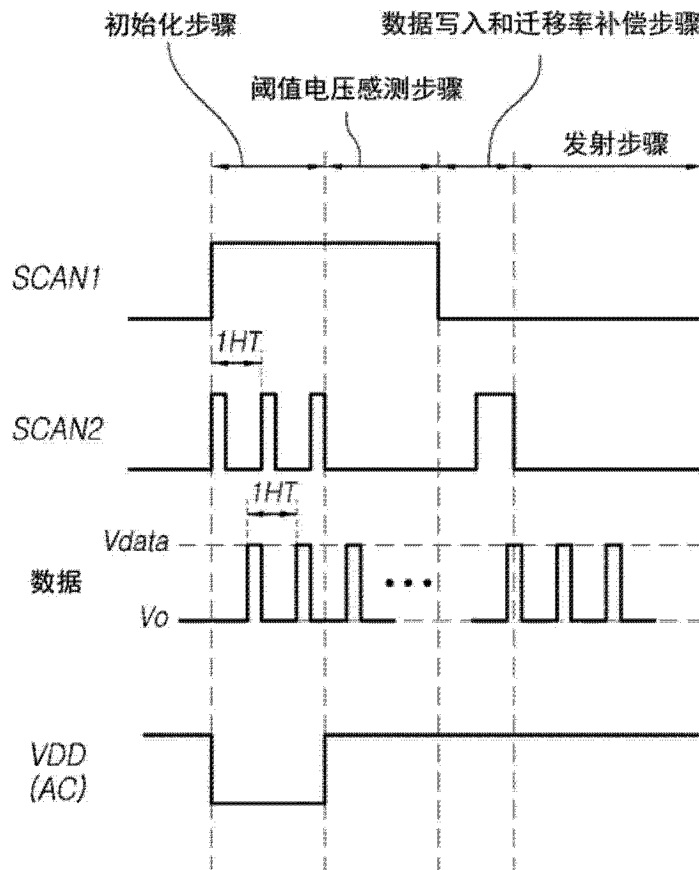 初始化步骤
数据写入和迁移率补偿步骤
阈值电压感测步骤
发射步骤
SCAN1
1HT
SCAN2
1HT
Vdata
数据
Vo
VDD
(AC)